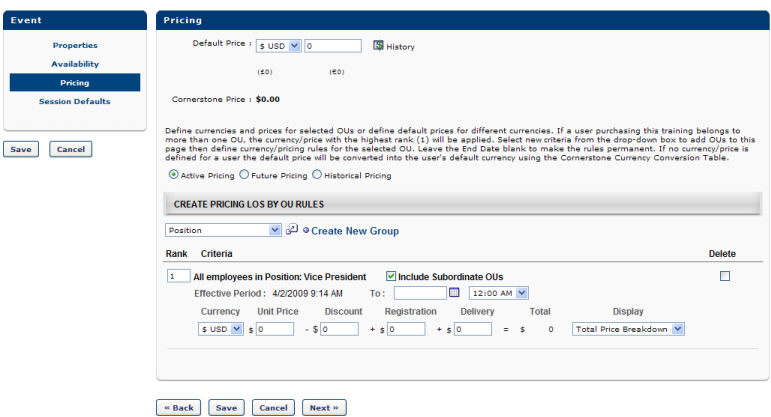 Event
Properties
Availability
Pricing
Session Defaults
Save Cancel
Pricing
Default Price : $ USD 0 History
(£0) (€0)
Cornerstone Price : $0.00
Define currencies and prices for selected OUs or define default prices for different currencies. If a user purchasing this training belongs to
more than one OU, the currency/price with the highest rank (1) will be applied. Select new criteria from the drop-down box to add OUs to this
page then define currency/pricing rules for the selected OU. Leave the End Date blank to make the rules permanent. If no currency/price is
defined for a user the default price will be converted into the user's default currency using the Cornerstone Currency Conversion Table.
Active Pricing Future Pricing Historical Pricing
CREATE PRICING LOS BY OU RULES
Position Create New Group
Rank Criteria Delete
1 All employees in Position: Vice President Include Subordinate OUs
Effective Period : 4/2/2009 9:14 AM To : 12:00 AM
Currency Unit Price Discount Registration Delivery Total Display
$ USD $ 0 - $ 0 + $ 0 + $ 0 = $ 0 Total Price Breakdown
« Back Save Cancel Next »